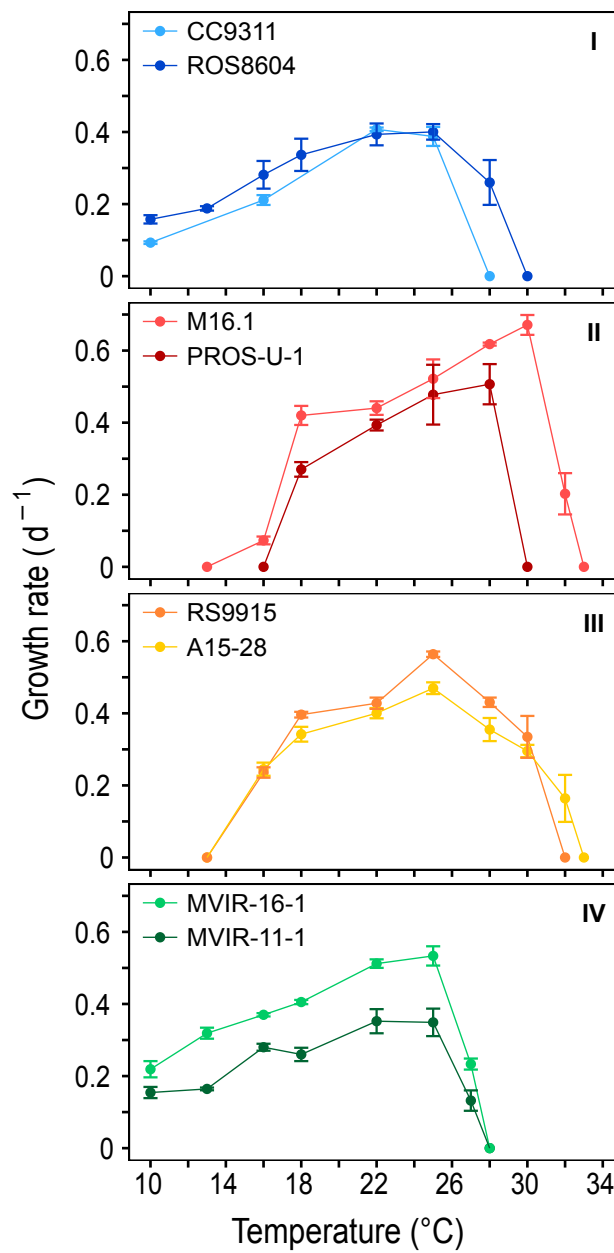 CC9311
ROS8604
I
0.6
0.4
0.2
0
M16.1
PROS-U-1
II
0.6
0.4
0.2
0
Growth rate (d⁻¹)
RS9915
A15-28
III
0.6
0.4
0.2
0
MVIR-16-1
MVIR-11-1
IV
0.6
0.4
0.2
0
10 14 18 22 26 30 34
Temperature (°C)